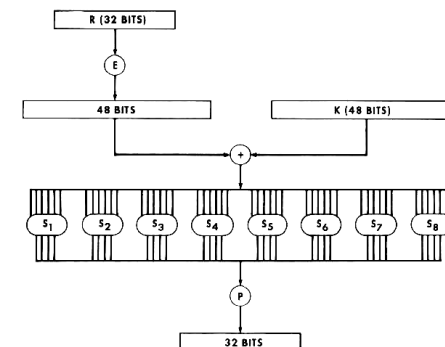 R (32 BITS)
E
48 BITS
K (48 BITS)
+
S1 S2 S3 S4 S5 S6 S7 S8
P
32 BITS